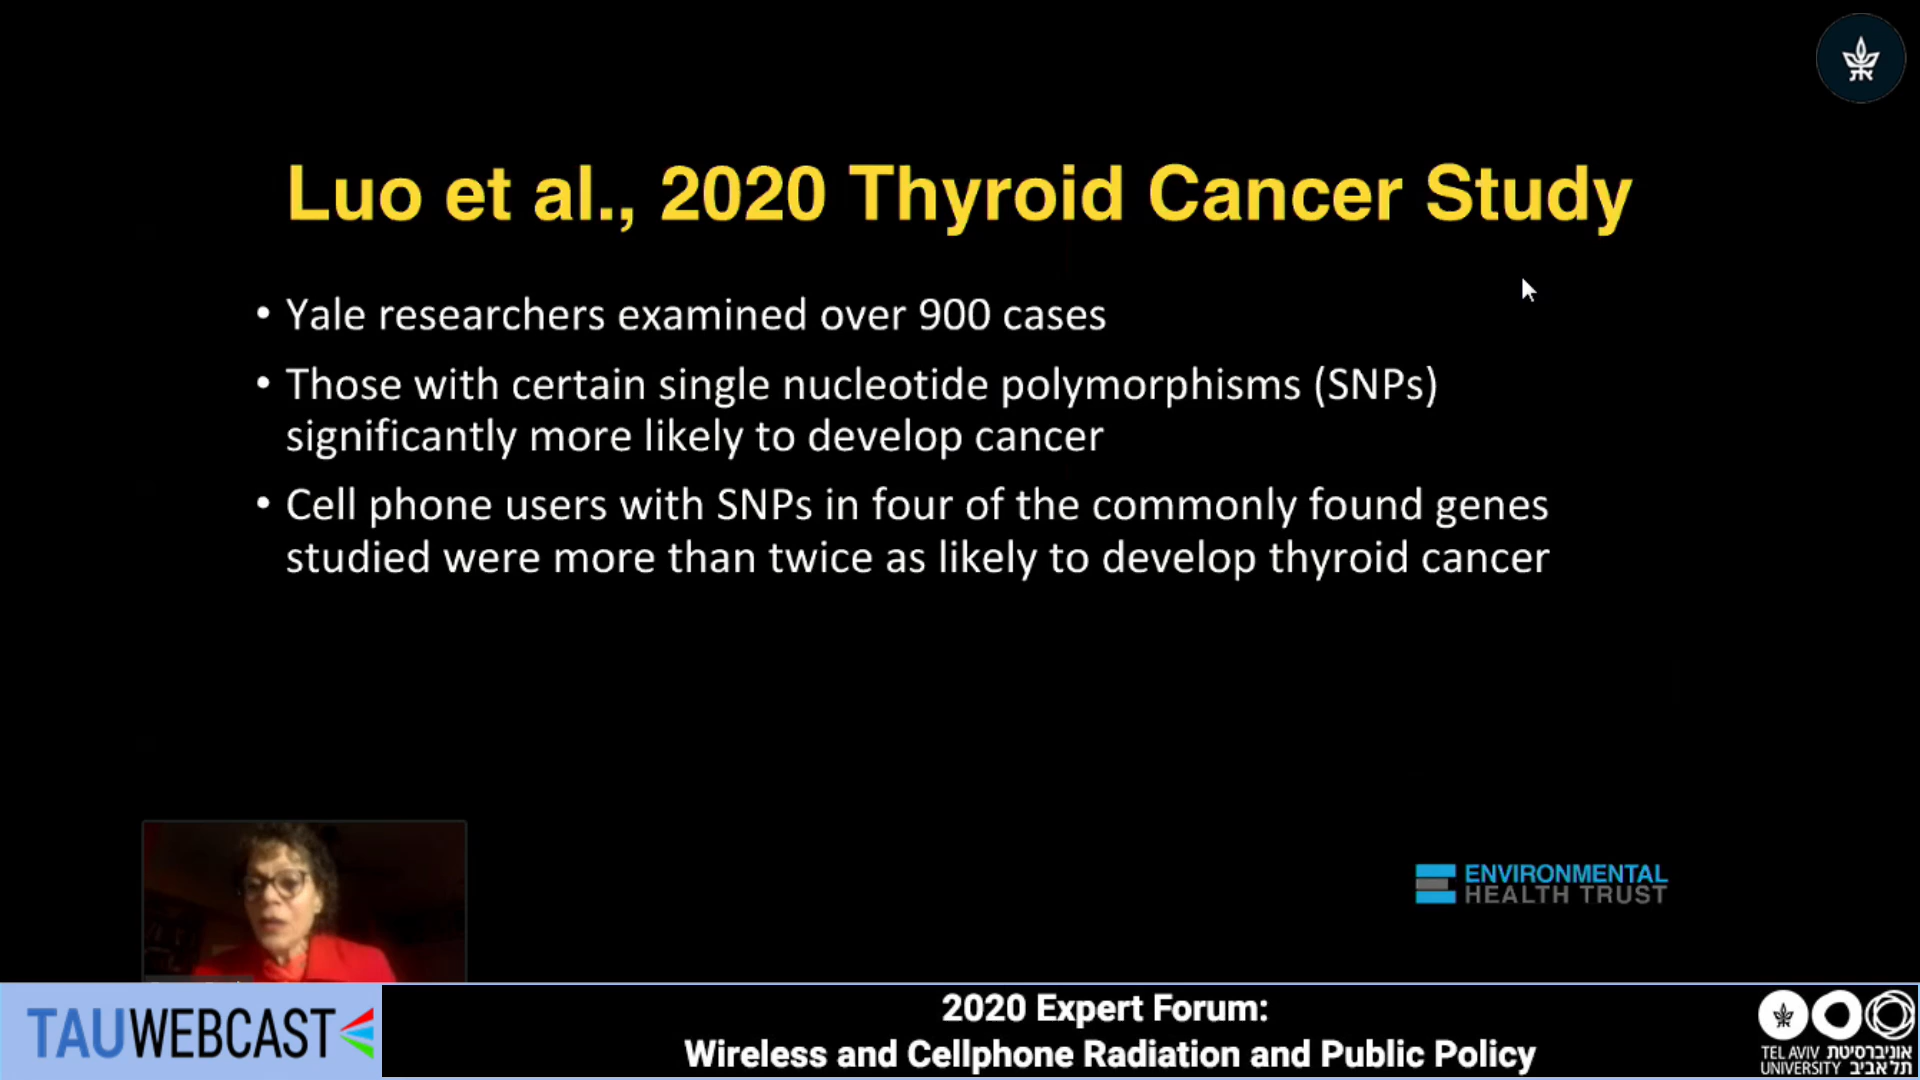 Luo et al., 2020 Thyroid Cancer Study
• Yale researchers examined over 900 cases
• Those with certain single nucleotide polymorphisms (SNPs)
significantly more likely to develop cancer
• Cell phone users with SNPs in four of the commonly found genes
studied were more than twice as likely to develop thyroid cancer
ENVIRONMENTAL
HEALTH TRUST
TAUWEBCAST
2020 Expert Forum:
Wireless and Cellphone Radiation and Public Policy
TEL AVIV אוניברסיטת
UNIVERSITY תל אביב